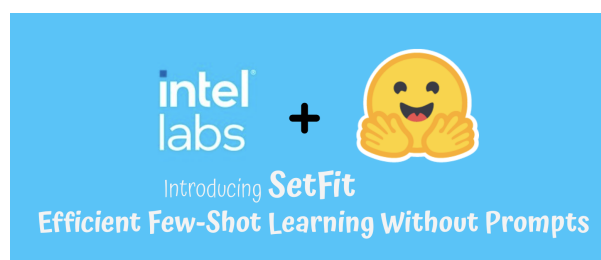 intel
labs
+
Introducing SetFit
Efficient Few-Shot Learning Without Prompts